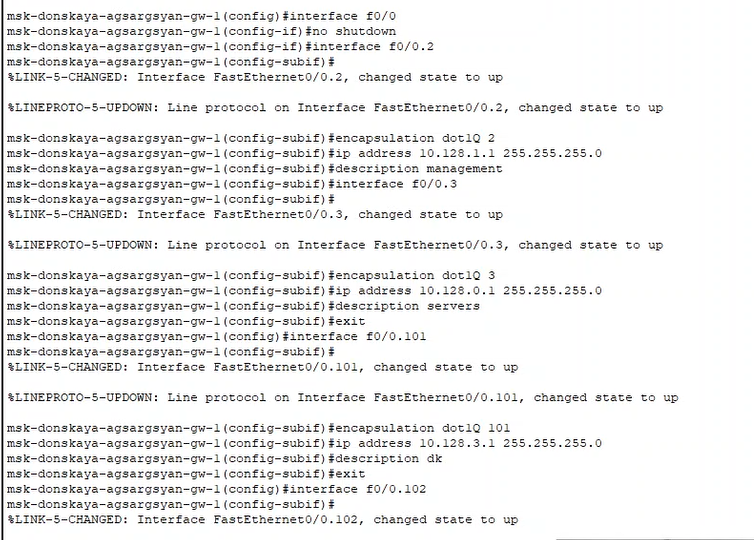 msk-donskaya-agsargsyan-gw-1(config)#interface f0/0
msk-donskaya-agsargsyan-gw-1(config-if)#no shutdown
msk-donskaya-agsargsyan-gw-1(config-if)#interface f0/0.2
msk-donskaya-agsargsyan-gw-1(config-subif)#
%LINK-5-CHANGED: Interface FastEthernet0/0.2, changed state to up
%LINEPROTO-5-UPDOWN: Line protocol on Interface FastEthernet0/0.2, changed state to up
msk-donskaya-agsargsyan-gw-1(config-subif)#encapsulation dot1Q 2
msk-donskaya-agsargsyan-gw-1(config-subif)#ip address 10.128.1.1 255.255.255.0
msk-donskaya-agsargsyan-gw-1(config-subif)#description management
msk-donskaya-agsargsyan-gw-1(config-subif)#interface f0/0.3
msk-donskaya-agsargsyan-gw-1(config-subif)#
%LINK-5-CHANGED: Interface FastEthernet0/0.3, changed state to up
%LINEPROTO-5-UPDOWN: Line protocol on Interface FastEthernet0/0.3, changed state to up
msk-donskaya-agsargsyan-gw-1(config-subif)#encapsulation dot1Q 3
msk-donskaya-agsargsyan-gw-1(config-subif)#ip address 10.128.0.1 255.255.255.0
msk-donskaya-agsargsyan-gw-1(config-subif)#description servers
msk-donskaya-agsargsyan-gw-1(config-subif)#exit
msk-donskaya-agsargsyan-gw-1(config)#interface f0/0.101
msk-donskaya-agsargsyan-gw-1(config-subif)#
%LINK-5-CHANGED: Interface FastEthernet0/0.101, changed state to up
%LINEPROTO-5-UPDOWN: Line protocol on Interface FastEthernet0/0.101, changed state to up
msk-donskaya-agsargsyan-gw-1(config-subif)#encapsulation dot1Q 101
msk-donskaya-agsargsyan-gw-1(config-subif)#ip address 10.128.3.1 255.255.255.0
msk-donskaya-agsargsyan-gw-1(config-subif)#description dk
msk-donskaya-agsargsyan-gw-1(config-subif)#exit
msk-donskaya-agsargsyan-gw-1(config)#interface f0/0.102
msk-donskaya-agsargsyan-gw-1(config-subif)#
%LINK-5-CHANGED: Interface FastEthernet0/0.102, changed state to up